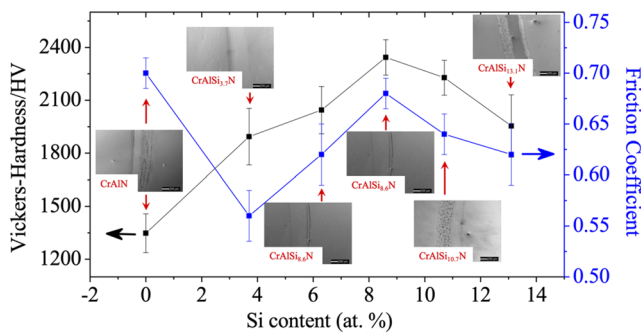 2400
2100
1800
1500
1200
Vickers-Hardness/HV
0.75
0.70
0.65
0.60
0.55
0.50
Friction Coefficient
-2 0 2 4 6 8 10 12 14
Si content (at. %)
CrAlN
CrAlSi₃.₇N
CrAlSi₈.₆N
CrAlSi₈.₆N
CrAlSi₁₀.₇N
CrAlSi₁₃.₁N